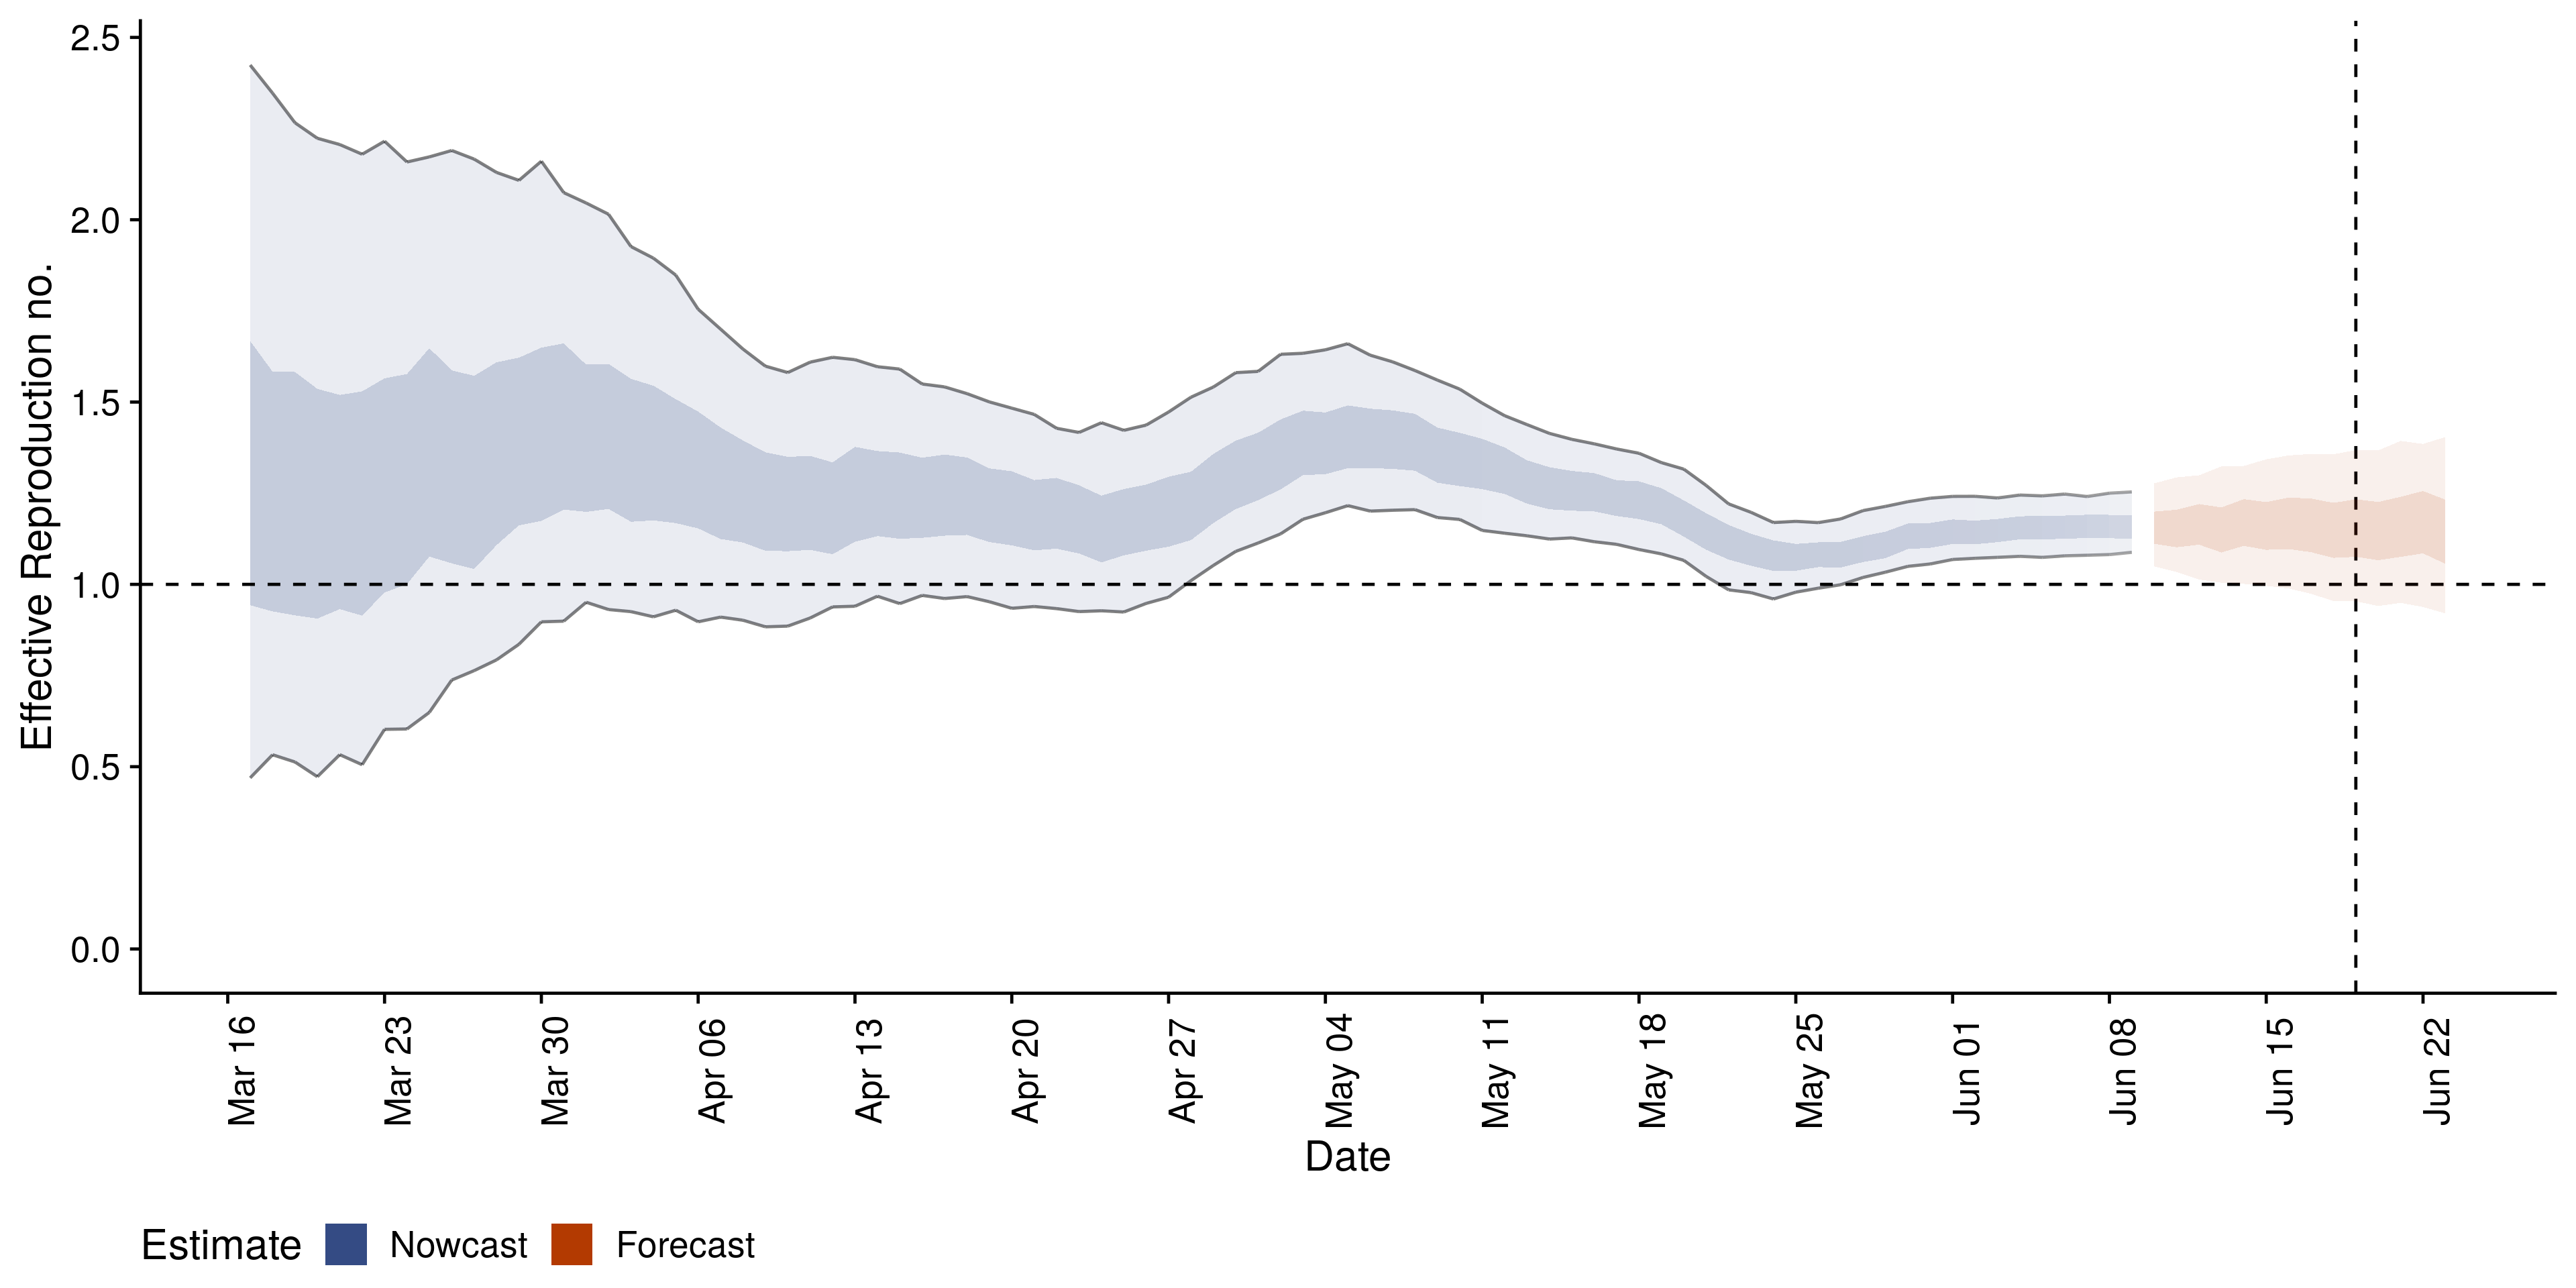 Effective Reproduction no.
2.5
2.0
1.5
1.0
0.5
0.0
Mar 16
Mar 23
Mar 30
Apr 06
Apr 13
Apr 20
Apr 27
May 04
May 11
May 18
May 25
Jun 01
Jun 08
Jun 15
Jun 22
Date
Estimate Nowcast Forecast